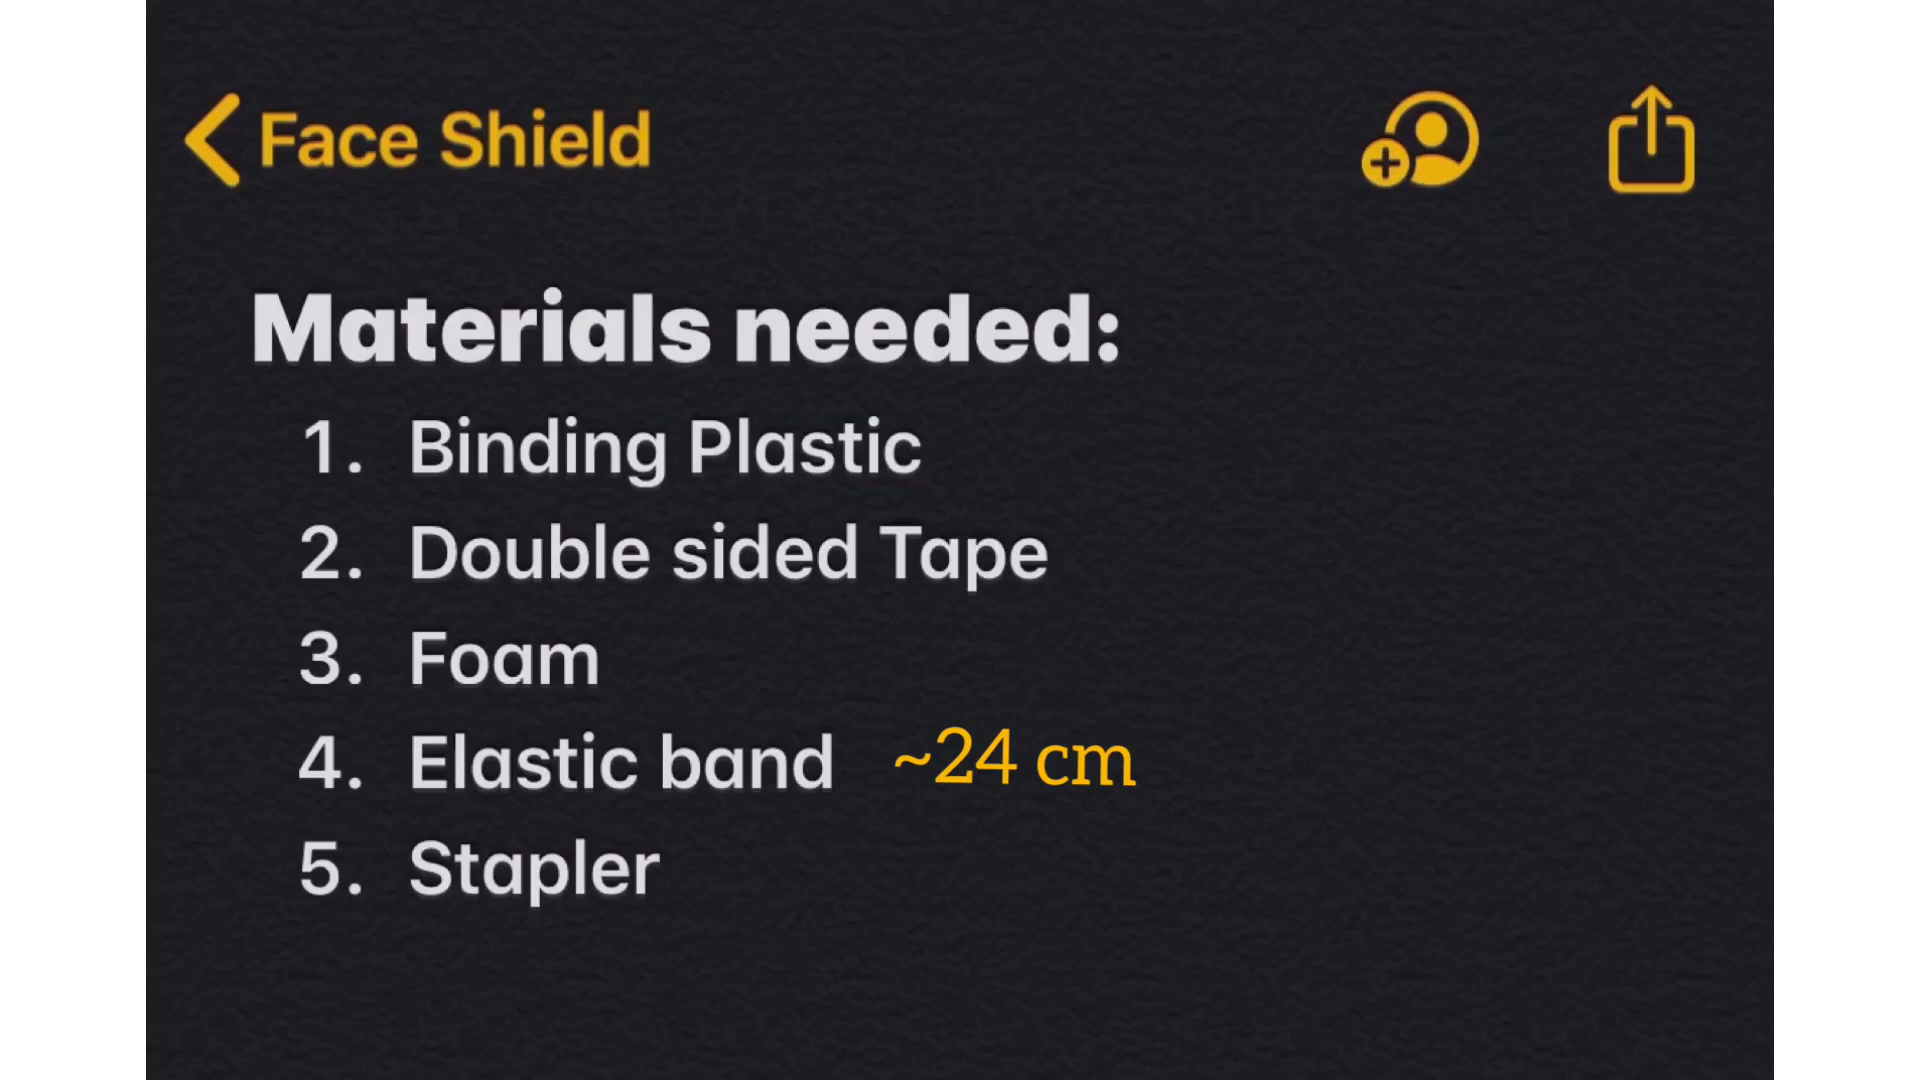 Face Shield
Materials needed:
1. Binding Plastic
2. Double sided Tape
3. Foam
4. Elastic band ~24 cm
5. Stapler